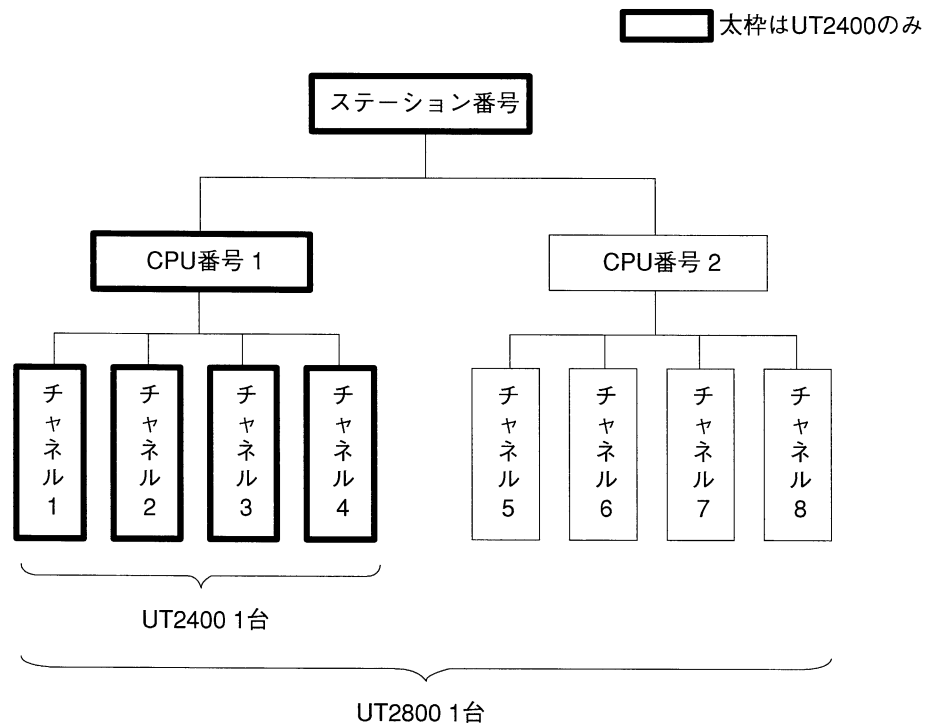 太枠はUT2400のみ
ステーション番号
CPU番号 1
CPU番号 2
チャネル1
チャネル2
チャネル3
チャネル4
チャネル5
チャネル6
チャネル7
チャネル8
UT2400 1台
UT2800 1台